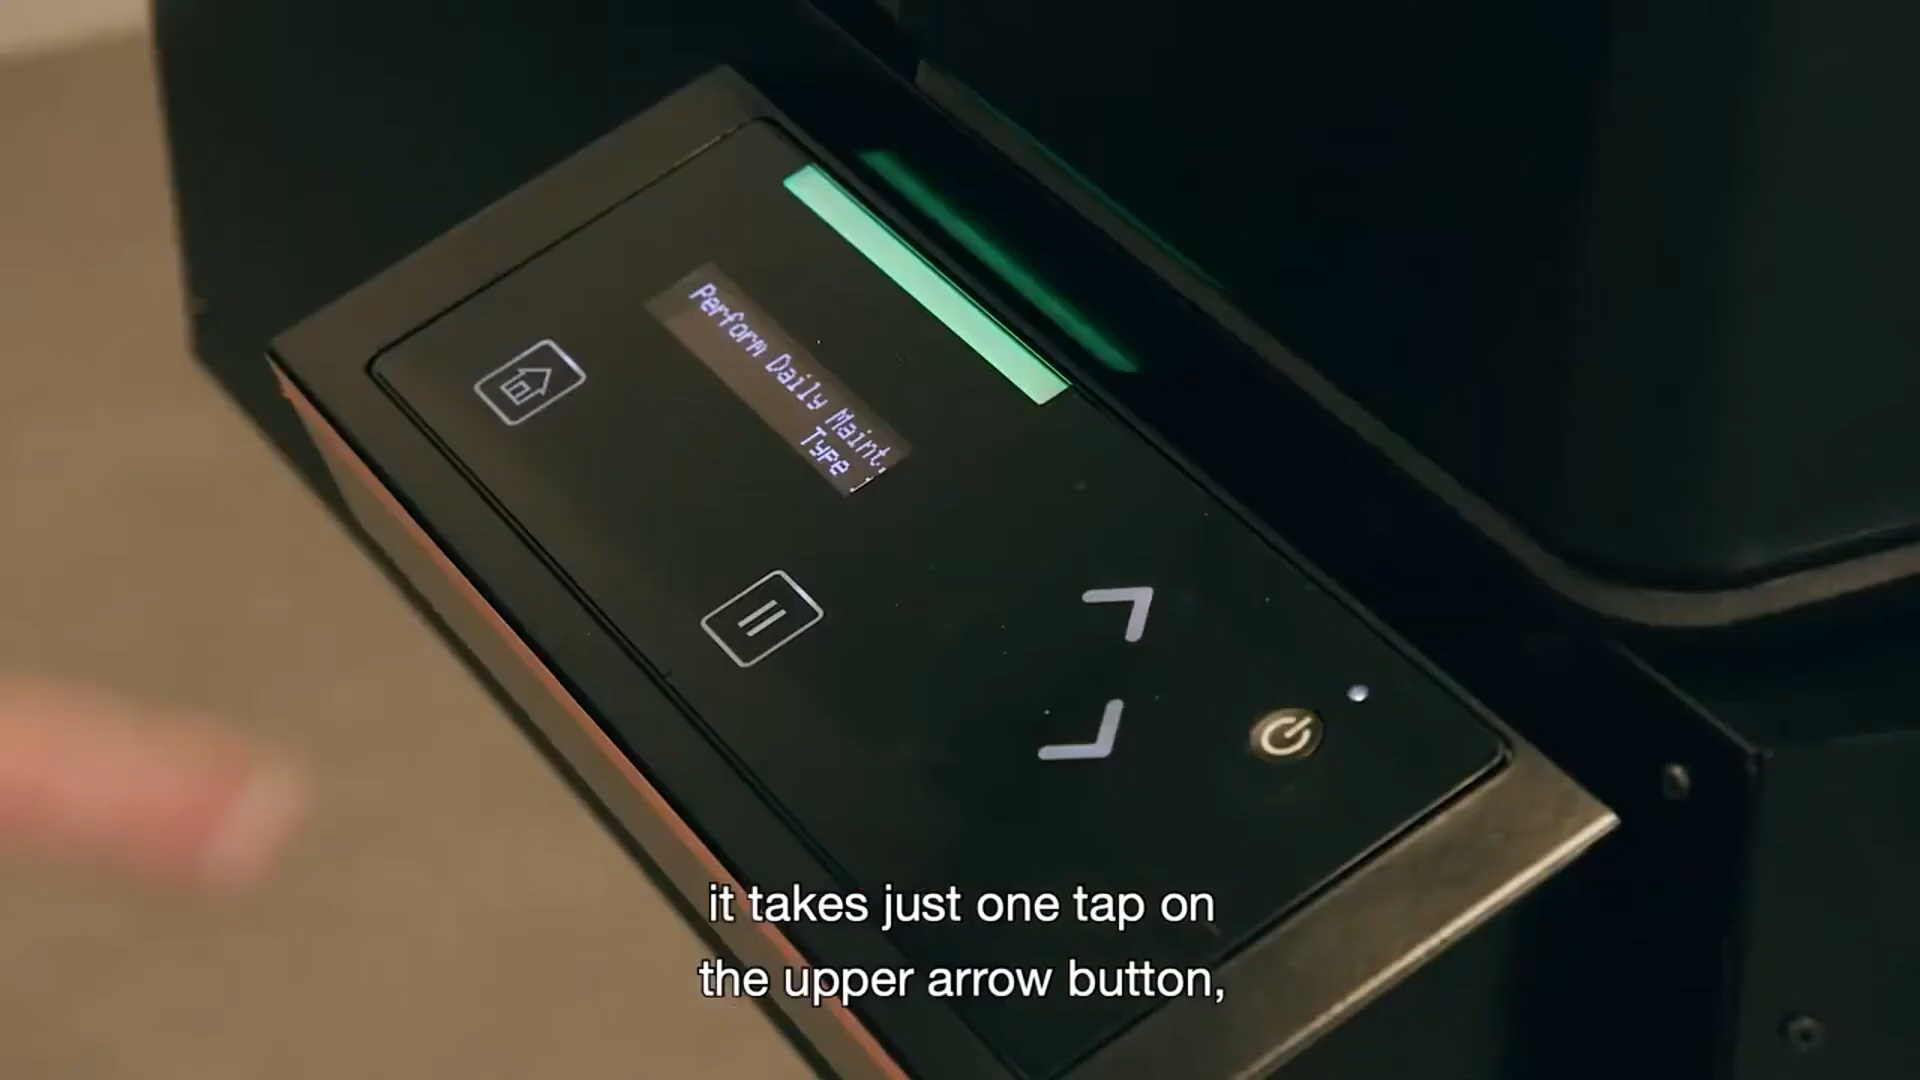 Perform Daily Maint.
Type
it takes just one tap on
the upper arrow button,